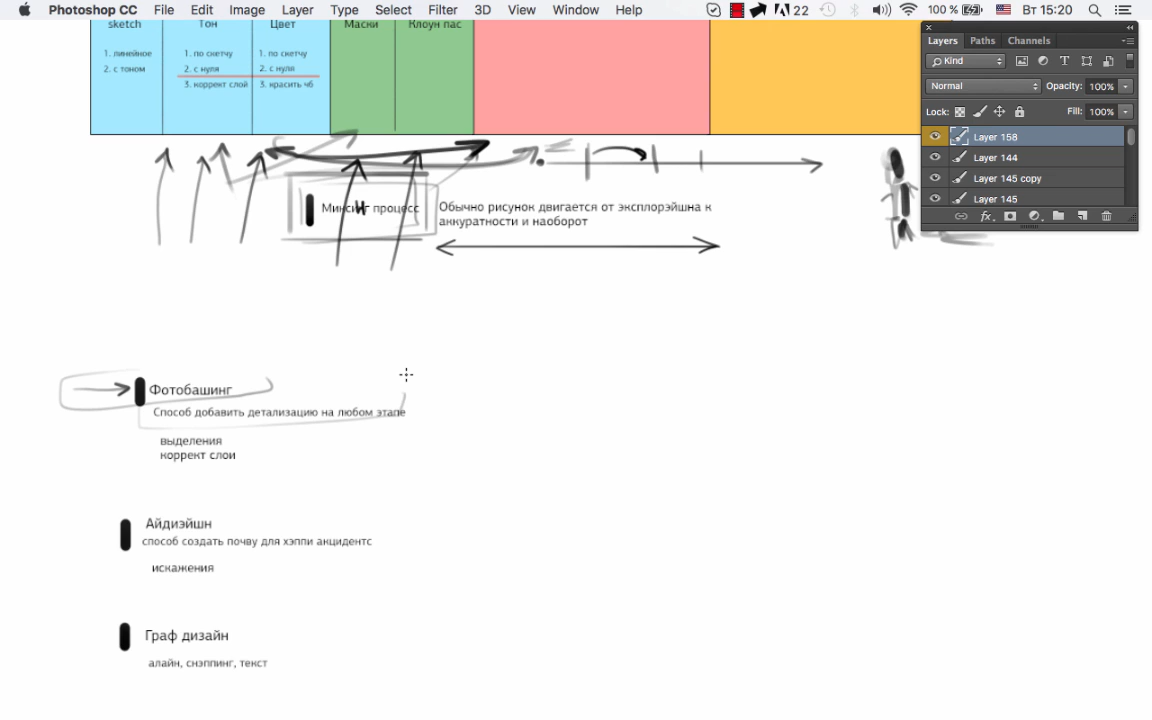 Photoshop CC File Edit Image Layer Type Select Filter 3D View Window Help 22 100 % Вт 15:20
sketch
Тон
Цвет
Маски
Клоун пас
1. линейное
2. с тоном
1. по скетчу
2. с нуля
3. коррект слой
1. по скетчу
2. с нуля
3. красить чб
Layers Paths Channels
Kind
Normal Opacity: 100%
Lock: Fill: 100%
Layer 158
Layer 144
Layer 145 copy
Layer 145
fx
процесс
Обычно рисунок двигается от эксплорэйшна к
аккуратности и наоборот
Фотобашинг
Способ добавить детализацию на любом этапе
выделения
коррект слои
Айдиэйшн
способ создать почву для хэппи акцидентс
искажения
Граф дизайн
алайн, снэппинг, текст